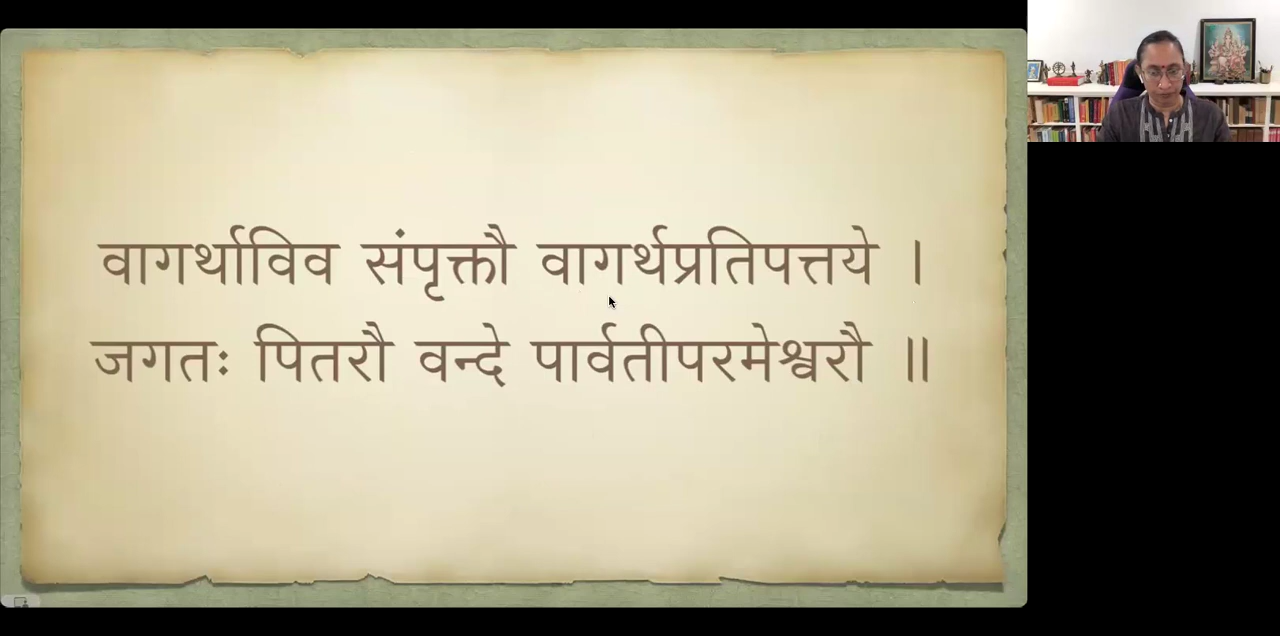 वागर्थाविव संपृक्तौ वागर्थप्रतिपत्तये ।
जगतः पितरौ वन्दे पार्वतीपरमेश्वरौ ॥